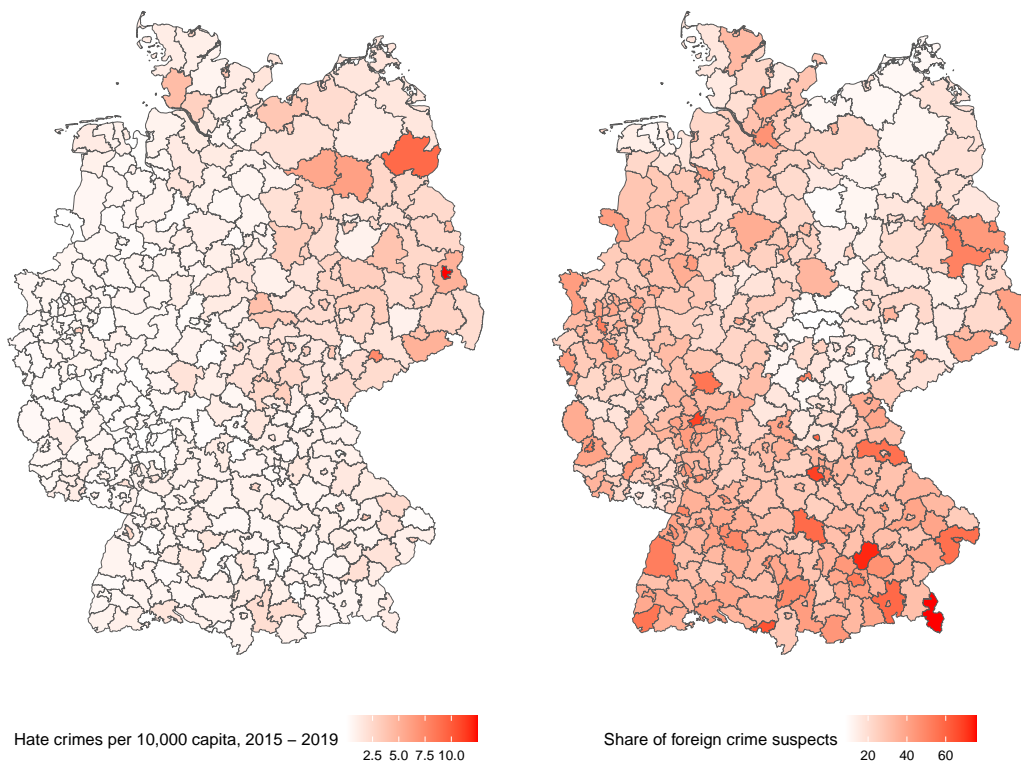 Hate crimes per 10,000 capita, 2015 – 2019
2.5 5.0 7.5 10.0
Share of foreign crime suspects
20 40 60